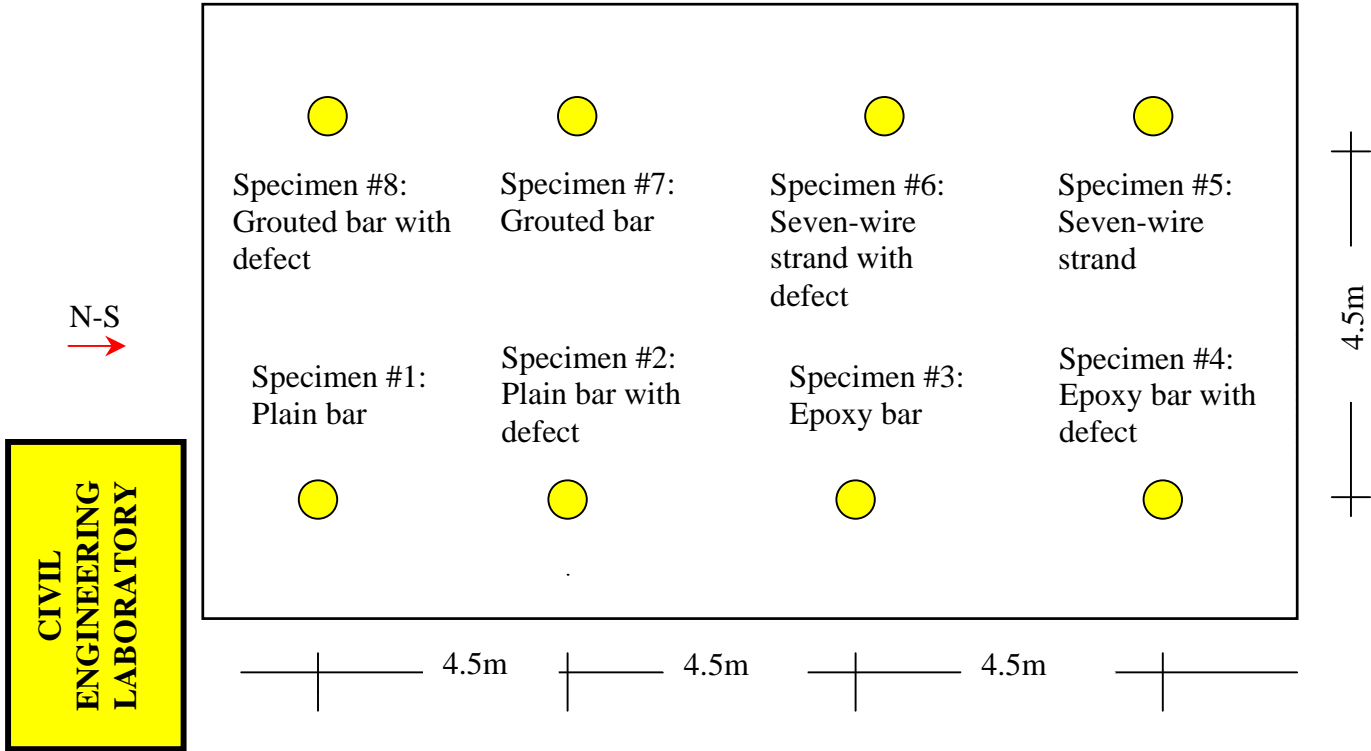 Specimen #8:
Grouted bar with
defect
Specimen #7:
Grouted bar
Specimen #6:
Seven-wire
strand with
defect
Specimen #5:
Seven-wire
strand
4.5m
N-S
Specimen #1:
Plain bar
Specimen #2:
Plain bar with
defect
Specimen #3:
Epoxy bar
Specimen #4:
Epoxy bar with
defect
CIVIL
ENGINEERING
LABORATORY
4.5m
4.5m
4.5m